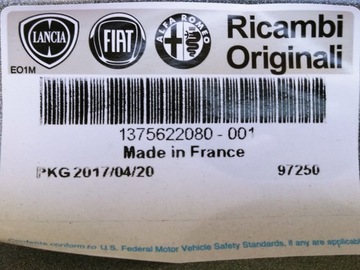 LANCIA FIAT ALFA ROMEO Ricambi
Originali
EO1M
1375622080 - 001
Made in France
PKG 2017/04/20 97250
conform to U.S. Federal Motor Vehicle Safety Standards, if any are applicable